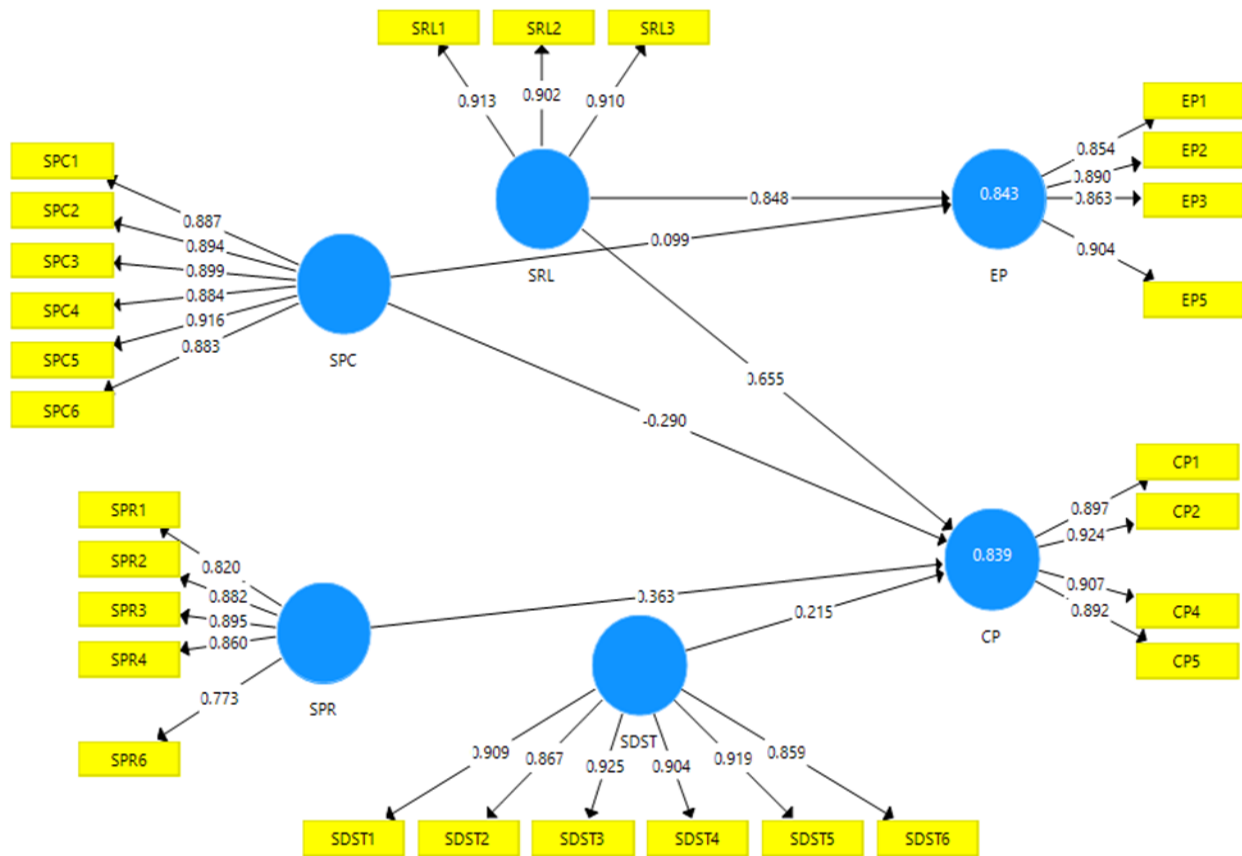 SRL1 SRL2 SRL3
0.913 0.902 0.910
SRL
SPC1
SPC2
SPC3
SPC4
SPC5
SPC6
0.887
0.894
0.899
0.884
0.916
0.883
SPC
EP1
EP2
EP3
EP5
0.854
0.890
0.863
0.904
0.843
EP
0.848
0.099
0.655
-0.290
SPR1
SPR2
SPR3
SPR4
SPR6
0.820
0.882
0.895
0.860
0.773
SPR
0.363
0.215
CP1
CP2
CP4
CP5
0.897
0.924
0.907
0.892
0.839
CP
SDST
0.909 0.867 0.925 0.904 0.919 0.859
SDST1 SDST2 SDST3 SDST4 SDST5 SDST6